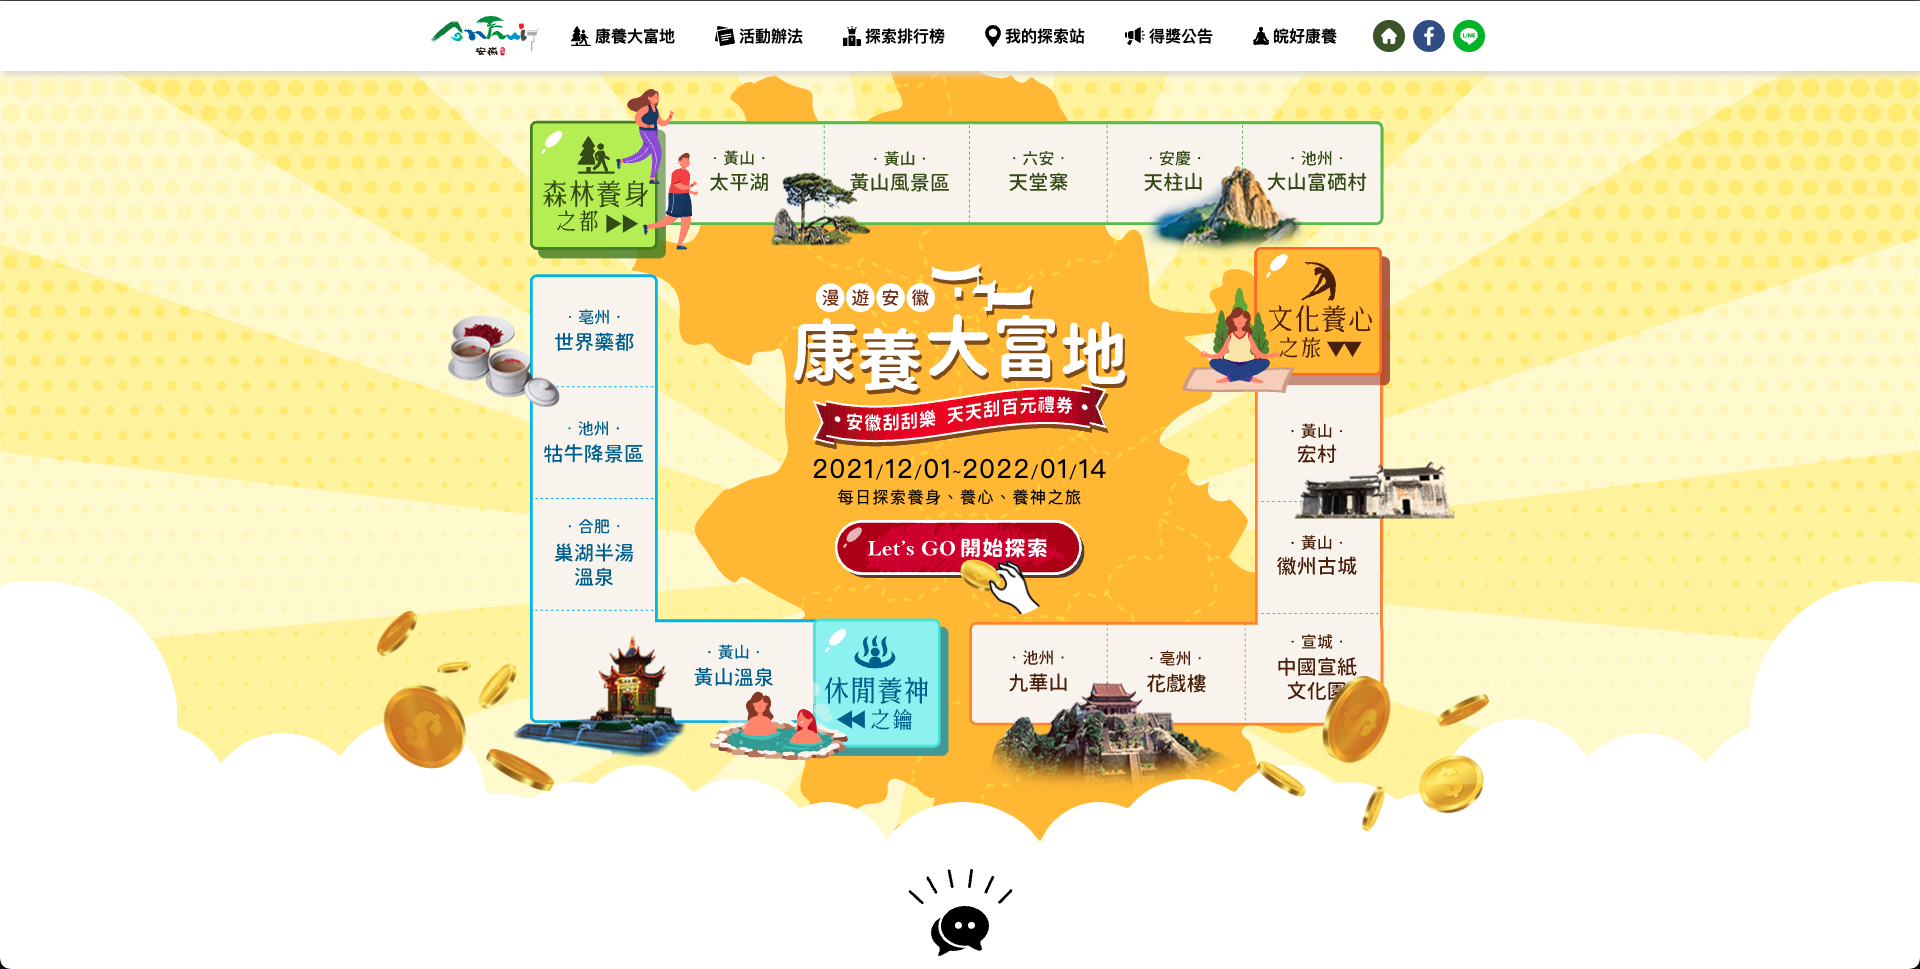 Anhui
安徽
康養大富地
活動辦法
探索排行榜
我的探索站
得獎公告
皖好康養
LINE
森林養身
之都
·黃山·
太平湖
·黃山·
黃山風景區
·六安·
天堂寨
·安慶·
天柱山
·池州·
大山富硒村
文化養心
之旅
·亳州·
世界藥都
·池州·
牯牛降景區
·合肥·
巢湖半湯
溫泉
漫遊安徽
康養大富地
·安徽刮刮樂 天天刮百元禮券·
2021/12/01~2022/01/14
每日探索養身、養心、養神之旅
Let's GO 開始探索
·黃山·
宏村
·黃山·
徽州古城
·黃山·
黃山溫泉
休閒養神
之鑰
·池州·
九華山
·亳州·
花戲樓
·宣城·
中國宣紙
文化園